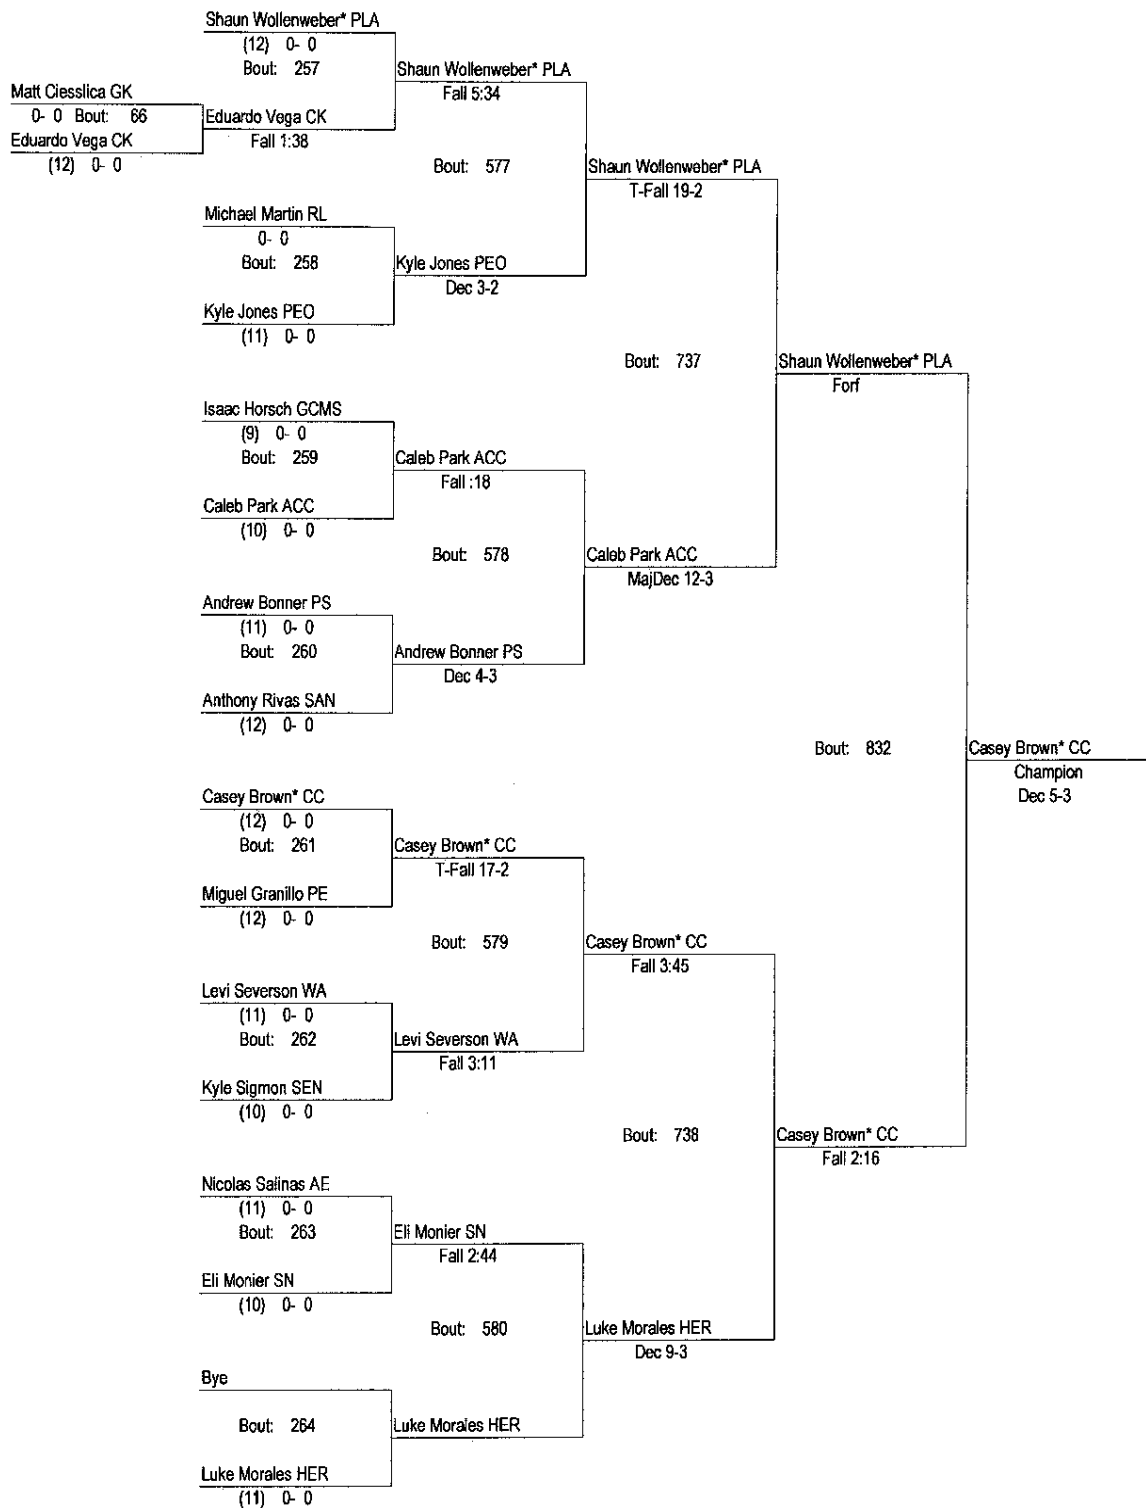 Shaun Wollenweber* PLA
(12) 0- 0
Bout: 257
Shaun Wollenweber* PLA
Fall 5:34
Matt Ciesslica GK
0- 0 Bout: 66
Eduardo Vega CK
Fall 1:38
Eduardo Vega CK
(12) 0- 0
Bout: 577
Shaun Wollenweber* PLA
T-Fall 19-2
Michael Martin RL
0- 0
Bout: 258
Kyle Jones PEO
Dec 3-2
Kyle Jones PEO
(11) 0- 0
Bout: 737
Shaun Wollenweber* PLA
Forf
Isaac Horsch GCMS
(9) 0- 0
Bout: 259
Caleb Park ACC
Fall :18
Caleb Park ACC
(10) 0- 0
Bout: 578
Caleb Park ACC
MajDec 12-3
Andrew Bonner PS
(11) 0- 0
Bout: 260
Andrew Bonner PS
Dec 4-3
Anthony Rivas SAN
(12) 0- 0
Bout: 832
Casey Brown* CC
Champion
Dec 5-3
Casey Brown* CC
(12) 0- 0
Bout: 261
Casey Brown* CC
T-Fall 17-2
Miguel Granillo PE
(12) 0- 0
Bout: 579
Casey Brown* CC
Fall 3:45
Levi Severson WA
(11) 0- 0
Bout: 262
Levi Severson WA
Fall 3:11
Kyle Sigmon SEN
(10) 0- 0
Bout: 738
Casey Brown* CC
Fall 2:16
Nicolas Salinas AE
(11) 0- 0
Bout: 263
Eli Monier SN
Fall 2:44
Eli Monier SN
(10) 0- 0
Bout: 580
Luke Morales HER
Dec 9-3
Bye
Bout: 264
Luke Morales HER
Luke Morales HER
(11) 0- 0